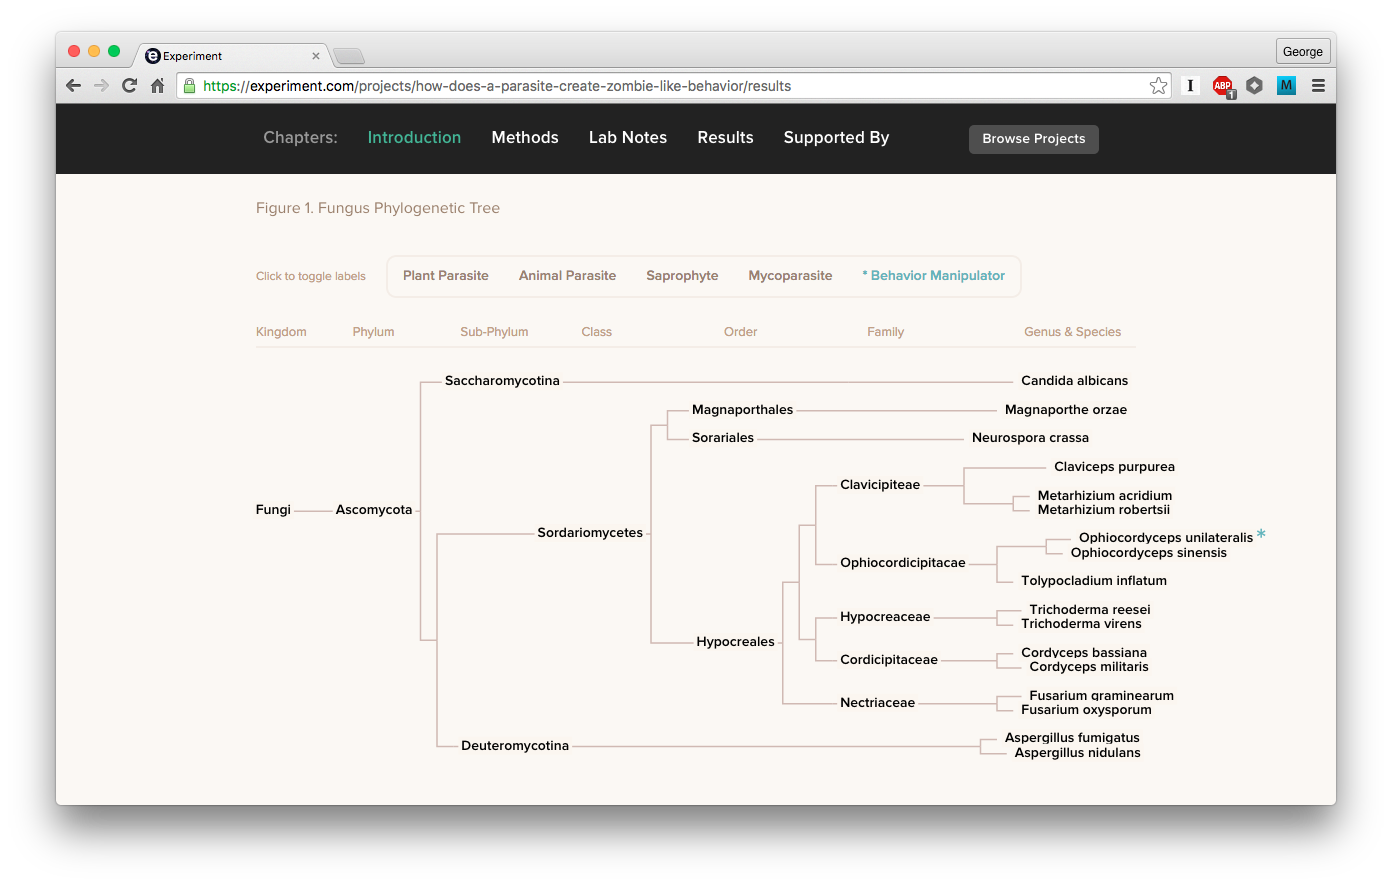 Experiment
George
https://experiment.com/projects/how-does-a-parasite-create-zombie-like-behavior/results
I
ABP
1
M
Chapters: Introduction Methods Lab Notes Results Supported By Browse Projects
Figure 1. Fungus Phylogenetic Tree
Click to toggle labels Plant Parasite Animal Parasite Saprophyte Mycoparasite * Behavior Manipulator
Kingdom Phylum Sub-Phylum Class Order Family Genus & Species
Saccharomycotina Candida albicans
Magnaporthales Magnaporthe orzae
Sorariales Neurospora crassa
Claviceps purpurea
Clavicipiteae
Metarhizium acridium
Fungi Ascomycota Metarhizium robertsii
Sordariomycetes Ophiocordyceps unilateralis *
Ophiocordyceps sinensis
Ophiocordicipitacae
Tolypocladium inflatum
Trichoderma reesei
Hypocreaceae
Trichoderma virens
Hypocreales
Cordyceps bassiana
Cordicipitaceae
Cordyceps militaris
Fusarium graminearum
Nectriaceae
Fusarium oxysporum
Aspergillus fumigatus
Deuteromycotina
Aspergillus nidulans